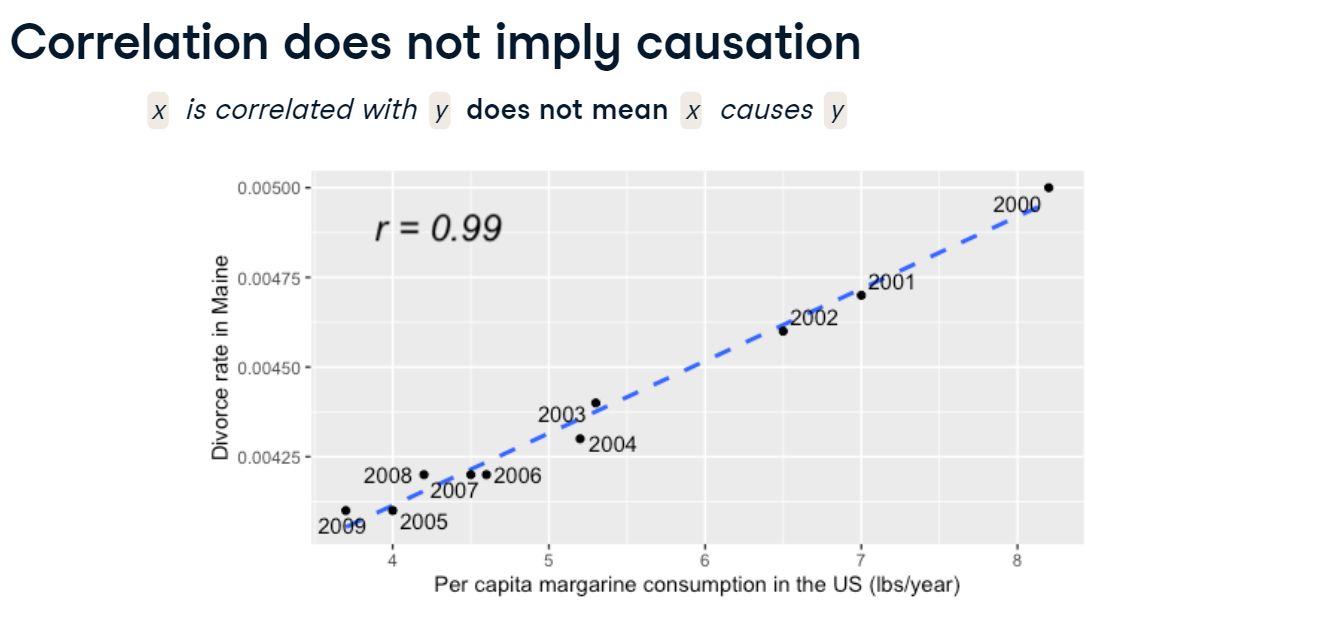 Correlation does not imply causation
x is correlated with y does not mean x causes y
r = 0.99
Divorce rate in Maine
0.00500
0.00475
0.00450
0.00425
2000
2001
2002
2003
2004
2008
2007
2006
2009
2005
4 5 6 7 8
Per capita margarine consumption in the US (lbs/year)